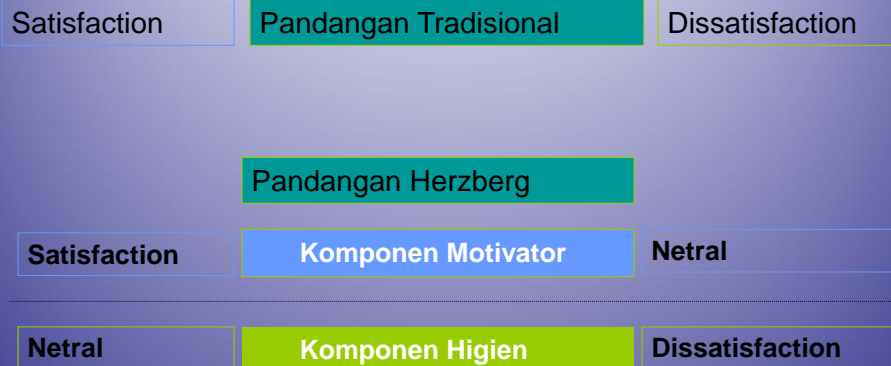 Satisfaction Pandangan Tradisional Dissatisfaction
Pandangan Herzberg
Satisfaction Komponen Motivator Netral
Netral Komponen Higien Dissatisfaction